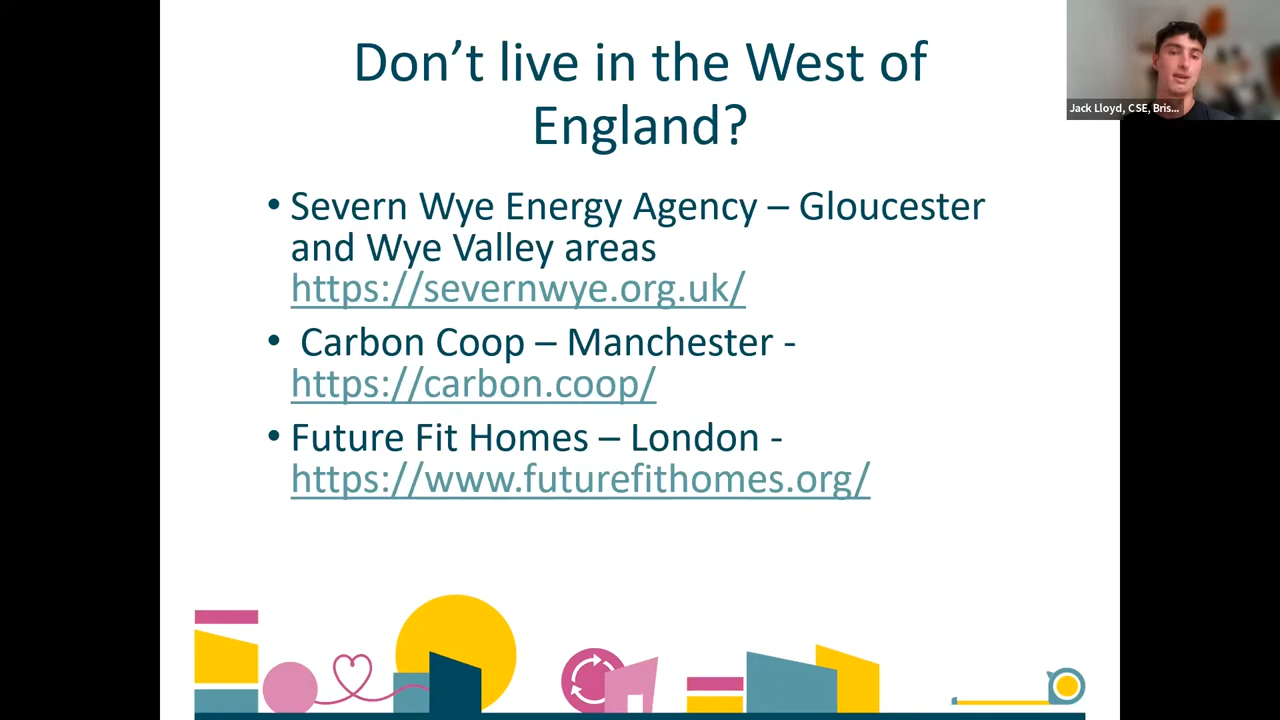 Don’t live in the West of
England?
• Severn Wye Energy Agency – Gloucester
and Wye Valley areas
https://severnwye.org.uk/
• Carbon Coop – Manchester -
https://carbon.coop/
• Future Fit Homes – London -
https://www.futurefithomes.org/
Jack Lloyd, CSE, Bris...